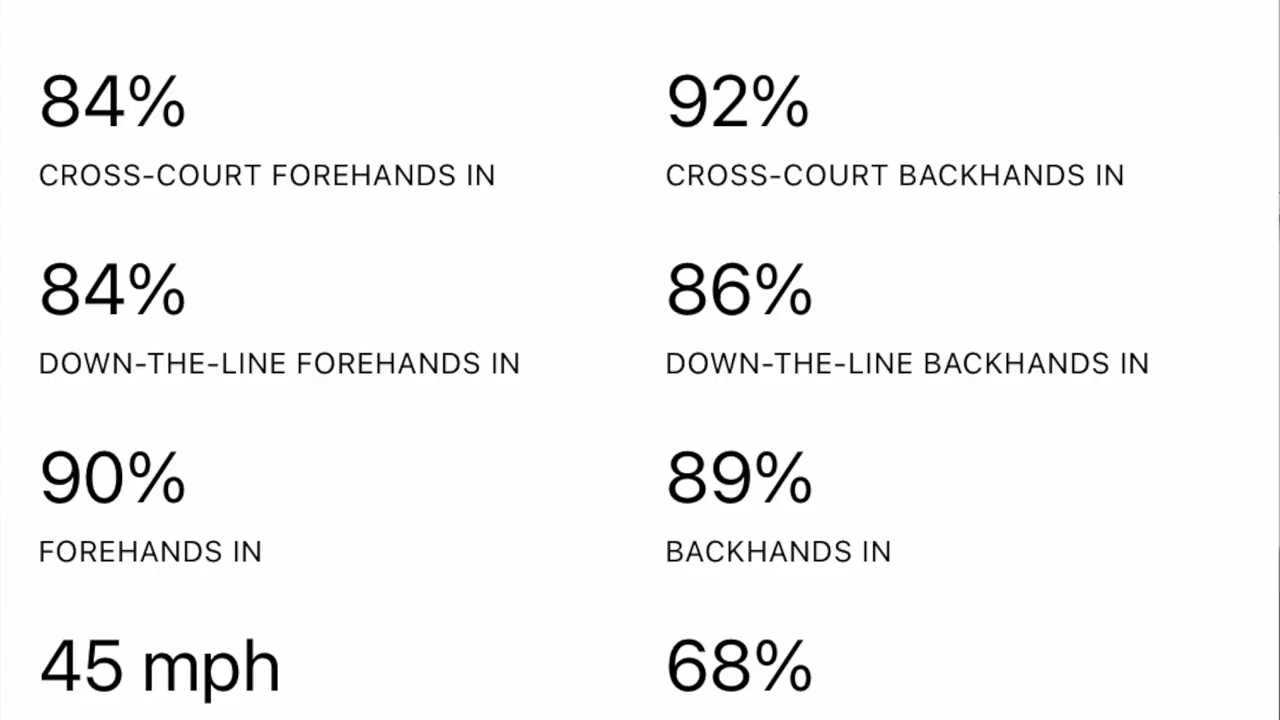 84%
92%
CROSS-COURT FOREHANDS IN
CROSS-COURT BACKHANDS IN
84%
86%
DOWN-THE-LINE FOREHANDS IN
DOWN-THE-LINE BACKHANDS IN
90%
89%
FOREHANDS IN
BACKHANDS IN
45 mph
68%